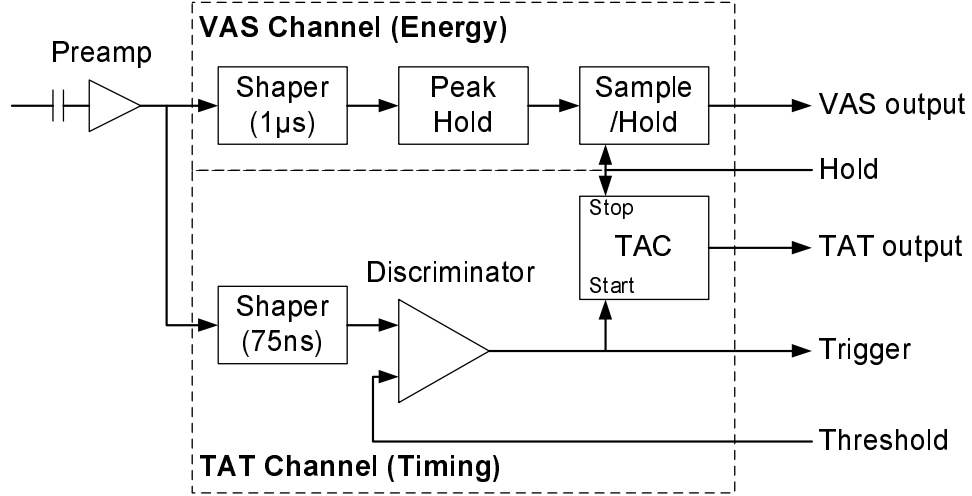 VAS Channel (Energy)
Preamp
Shaper
(1µs)
Peak
Hold
Sample
/Hold
VAS output
Hold
Stop
TAC
Start
TAT output
Discriminator
Shaper
(75ns)
Trigger
Threshold
TAT Channel (Timing)